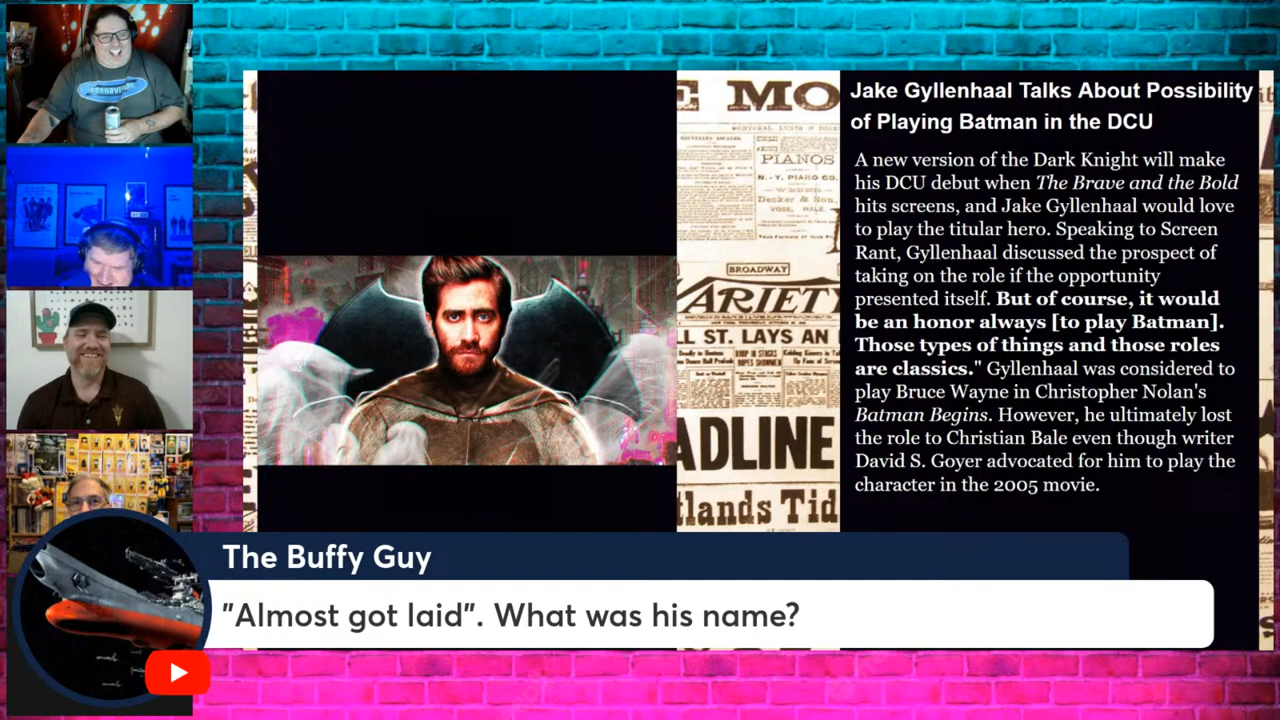 Jake Gyllenhaal Talks About Possibility
of Playing Batman in the DCU
A new version of the Dark Knight will make
his DCU debut when The Brave and the Bold
hits screens, and Jake Gyllenhaal would love
to play the titular hero. Speaking to Screen
Rant, Gyllenhaal discussed the prospect of
taking on the role if the opportunity
presented itself. But of course, it would
be an honor always [to play Batman].
Those types of things and those roles
are classics." Gyllenhaal was considered to
play Bruce Wayne in Christopher Nolan's
Batman Begins. However, he ultimately lost
the role to Christian Bale even though writer
David S. Goyer advocated for him to play the
character in the 2005 movie.
MO
PIANOS
N. Y. PIANO CO.
Decker & Son,
BROADWAY
VARIETY
LL ST. LAYS AN
ADLINE
tlands Tid
The Buffy Guy
"Almost got laid". What was his name?